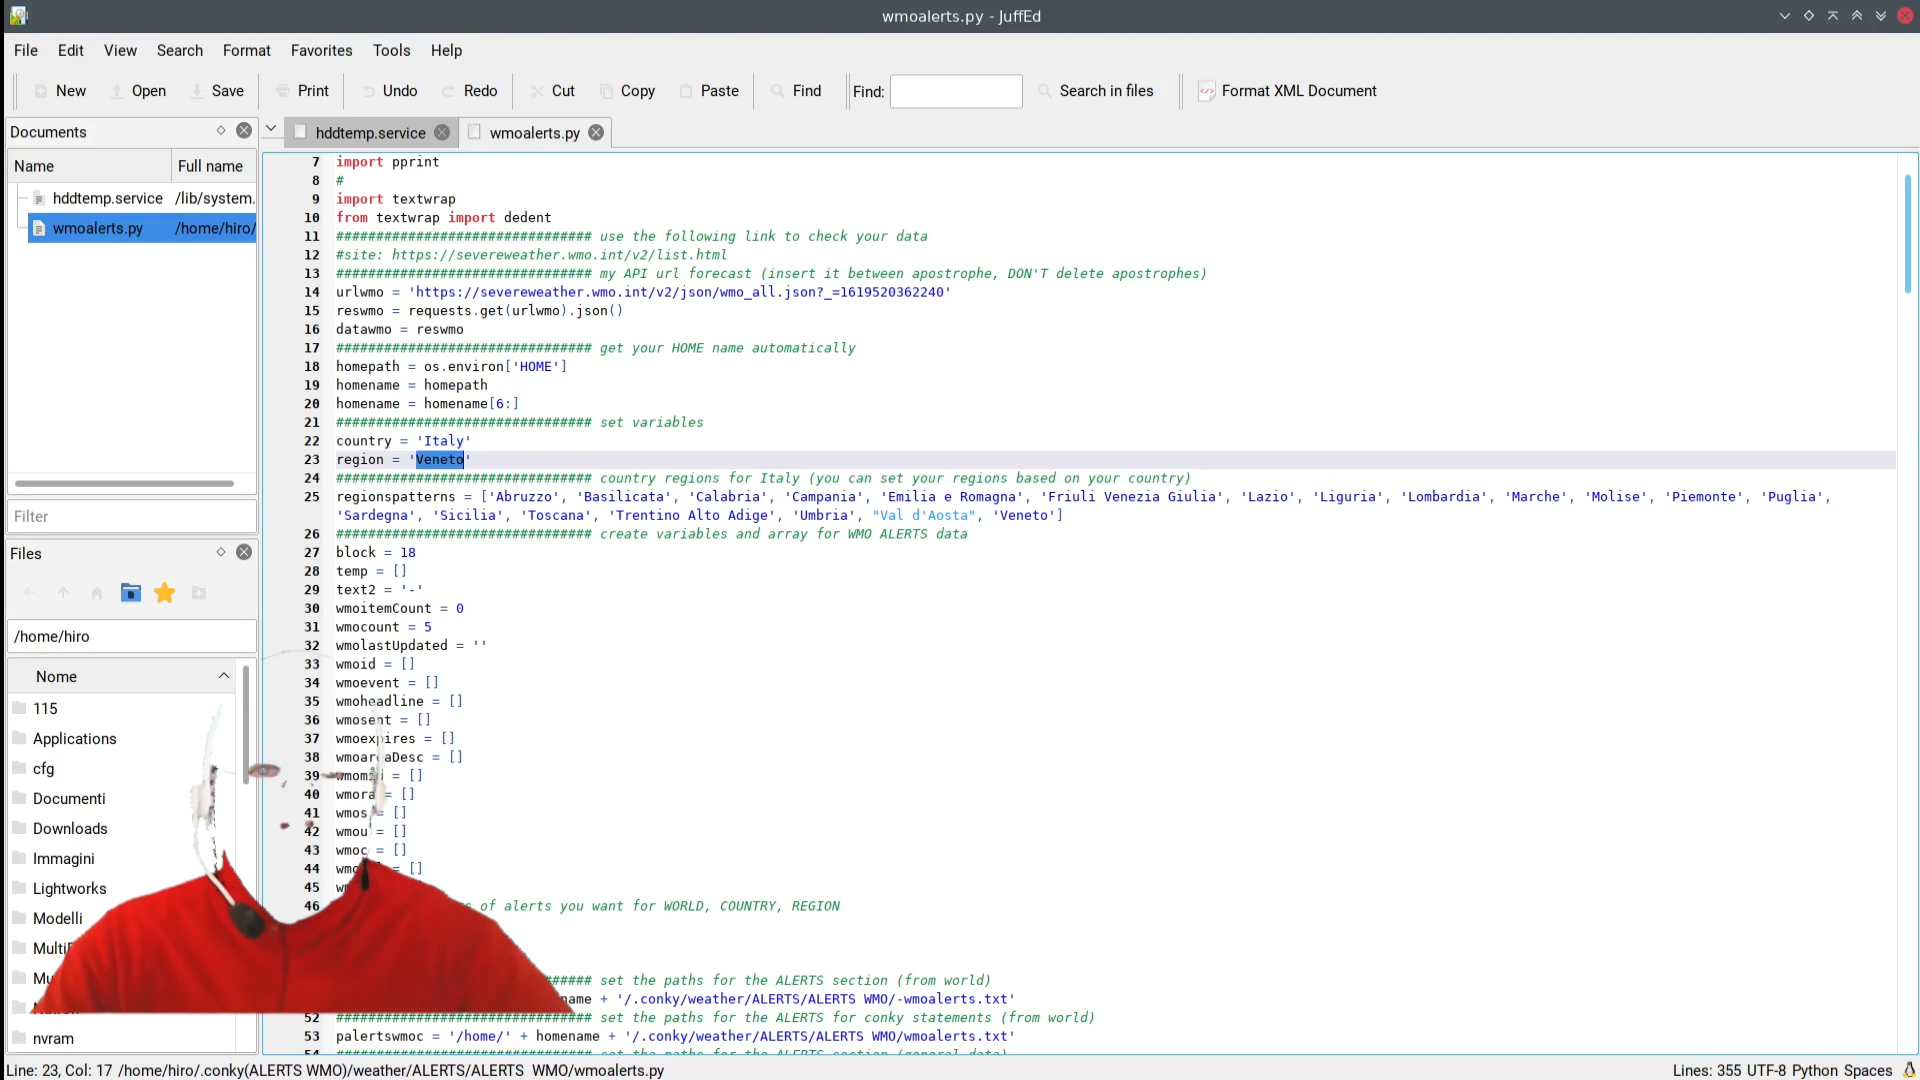 wmoalerts.py - JuffEd
File Edit View Search Format Favorites Tools Help
New Open Save Print Undo Redo Cut Copy Paste Find Find: Search in files Format XML Document
Documents
hddtemp.service wmoalerts.py
Name Full name
hddtemp.service /lib/system.
wmoalerts.py /home/hiro/
Filter
Files
/home/hiro
Nome
115
Applications
cfg
Documenti
Downloads
Immagini
Lightworks
Modelli
nvram
7 import pprint
8 #
9 import textwrap
10 from textwrap import dedent
11 ################################ use the following link to check your data
12 #site: https://severeweather.wmo.int/v2/list.html
13 ################################ my API url forecast (insert it between apostrophe, DON'T delete apostrophes)
14 urlwmo = 'https://severeweather.wmo.int/v2/json/wmo_all.json?_=1619520362240'
15 reswmo = requests.get(urlwmo).json()
16 datawmo = reswmo
17 ################################ get your HOME name automatically
18 homepath = os.environ['HOME']
19 homename = homepath
20 homename = homename[6:]
21 ################################ set variables
22 country = 'Italy'
23 region = 'Veneto'
24 ################################ country regions for Italy (you can set your regions based on your country)
25 regionspatterns = ['Abruzzo', 'Basilicata', 'Calabria', 'Campania', 'Emilia e Romagna', 'Friuli Venezia Giulia', 'Lazio', 'Liguria', 'Lombardia', 'Marche', 'Molise', 'Piemonte', 'Puglia',
'Sardegna', 'Sicilia', 'Toscana', 'Trentino Alto Adige', 'Umbria', "Val d'Aosta", 'Veneto']
26 ################################ create variables and array for WMO ALERTS data
27 block = 18
28 temp = []
29 text2 = '-'
30 wmoitemCount = 0
31 wmocount = 5
32 wmolastUpdated = ''
33 wmoid = []
34 wmoevent = []
35 wmoheadline = []
36 wmosent = []
37 wmoexpires = []
38 wmoareaDesc = []
39 = []
40 = []
41 = []
42 = []
43 = []
44 = []
45
46 of alerts you want for WORLD, COUNTRY, REGION
###### set the paths for the ALERTS section (from world)
name + '/.conky/weather/ALERTS/ALERTS WMO/-wmoalerts.txt'
52 ################################ set the paths for the ALERTS for conky statements (from world)
53 palertswmoc = '/home/' + homename + '/.conky/weather/ALERTS/ALERTS WMO/wmoalerts.txt'
54 ################################ set the paths for the ALERTS section (general data)
Line: 23, Col: 17 /home/hiro/.conky(ALERTS WMO)/weather/ALERTS/ALERTS WMO/wmoalerts.py
Lines: 355 UTF-8 Python Spaces